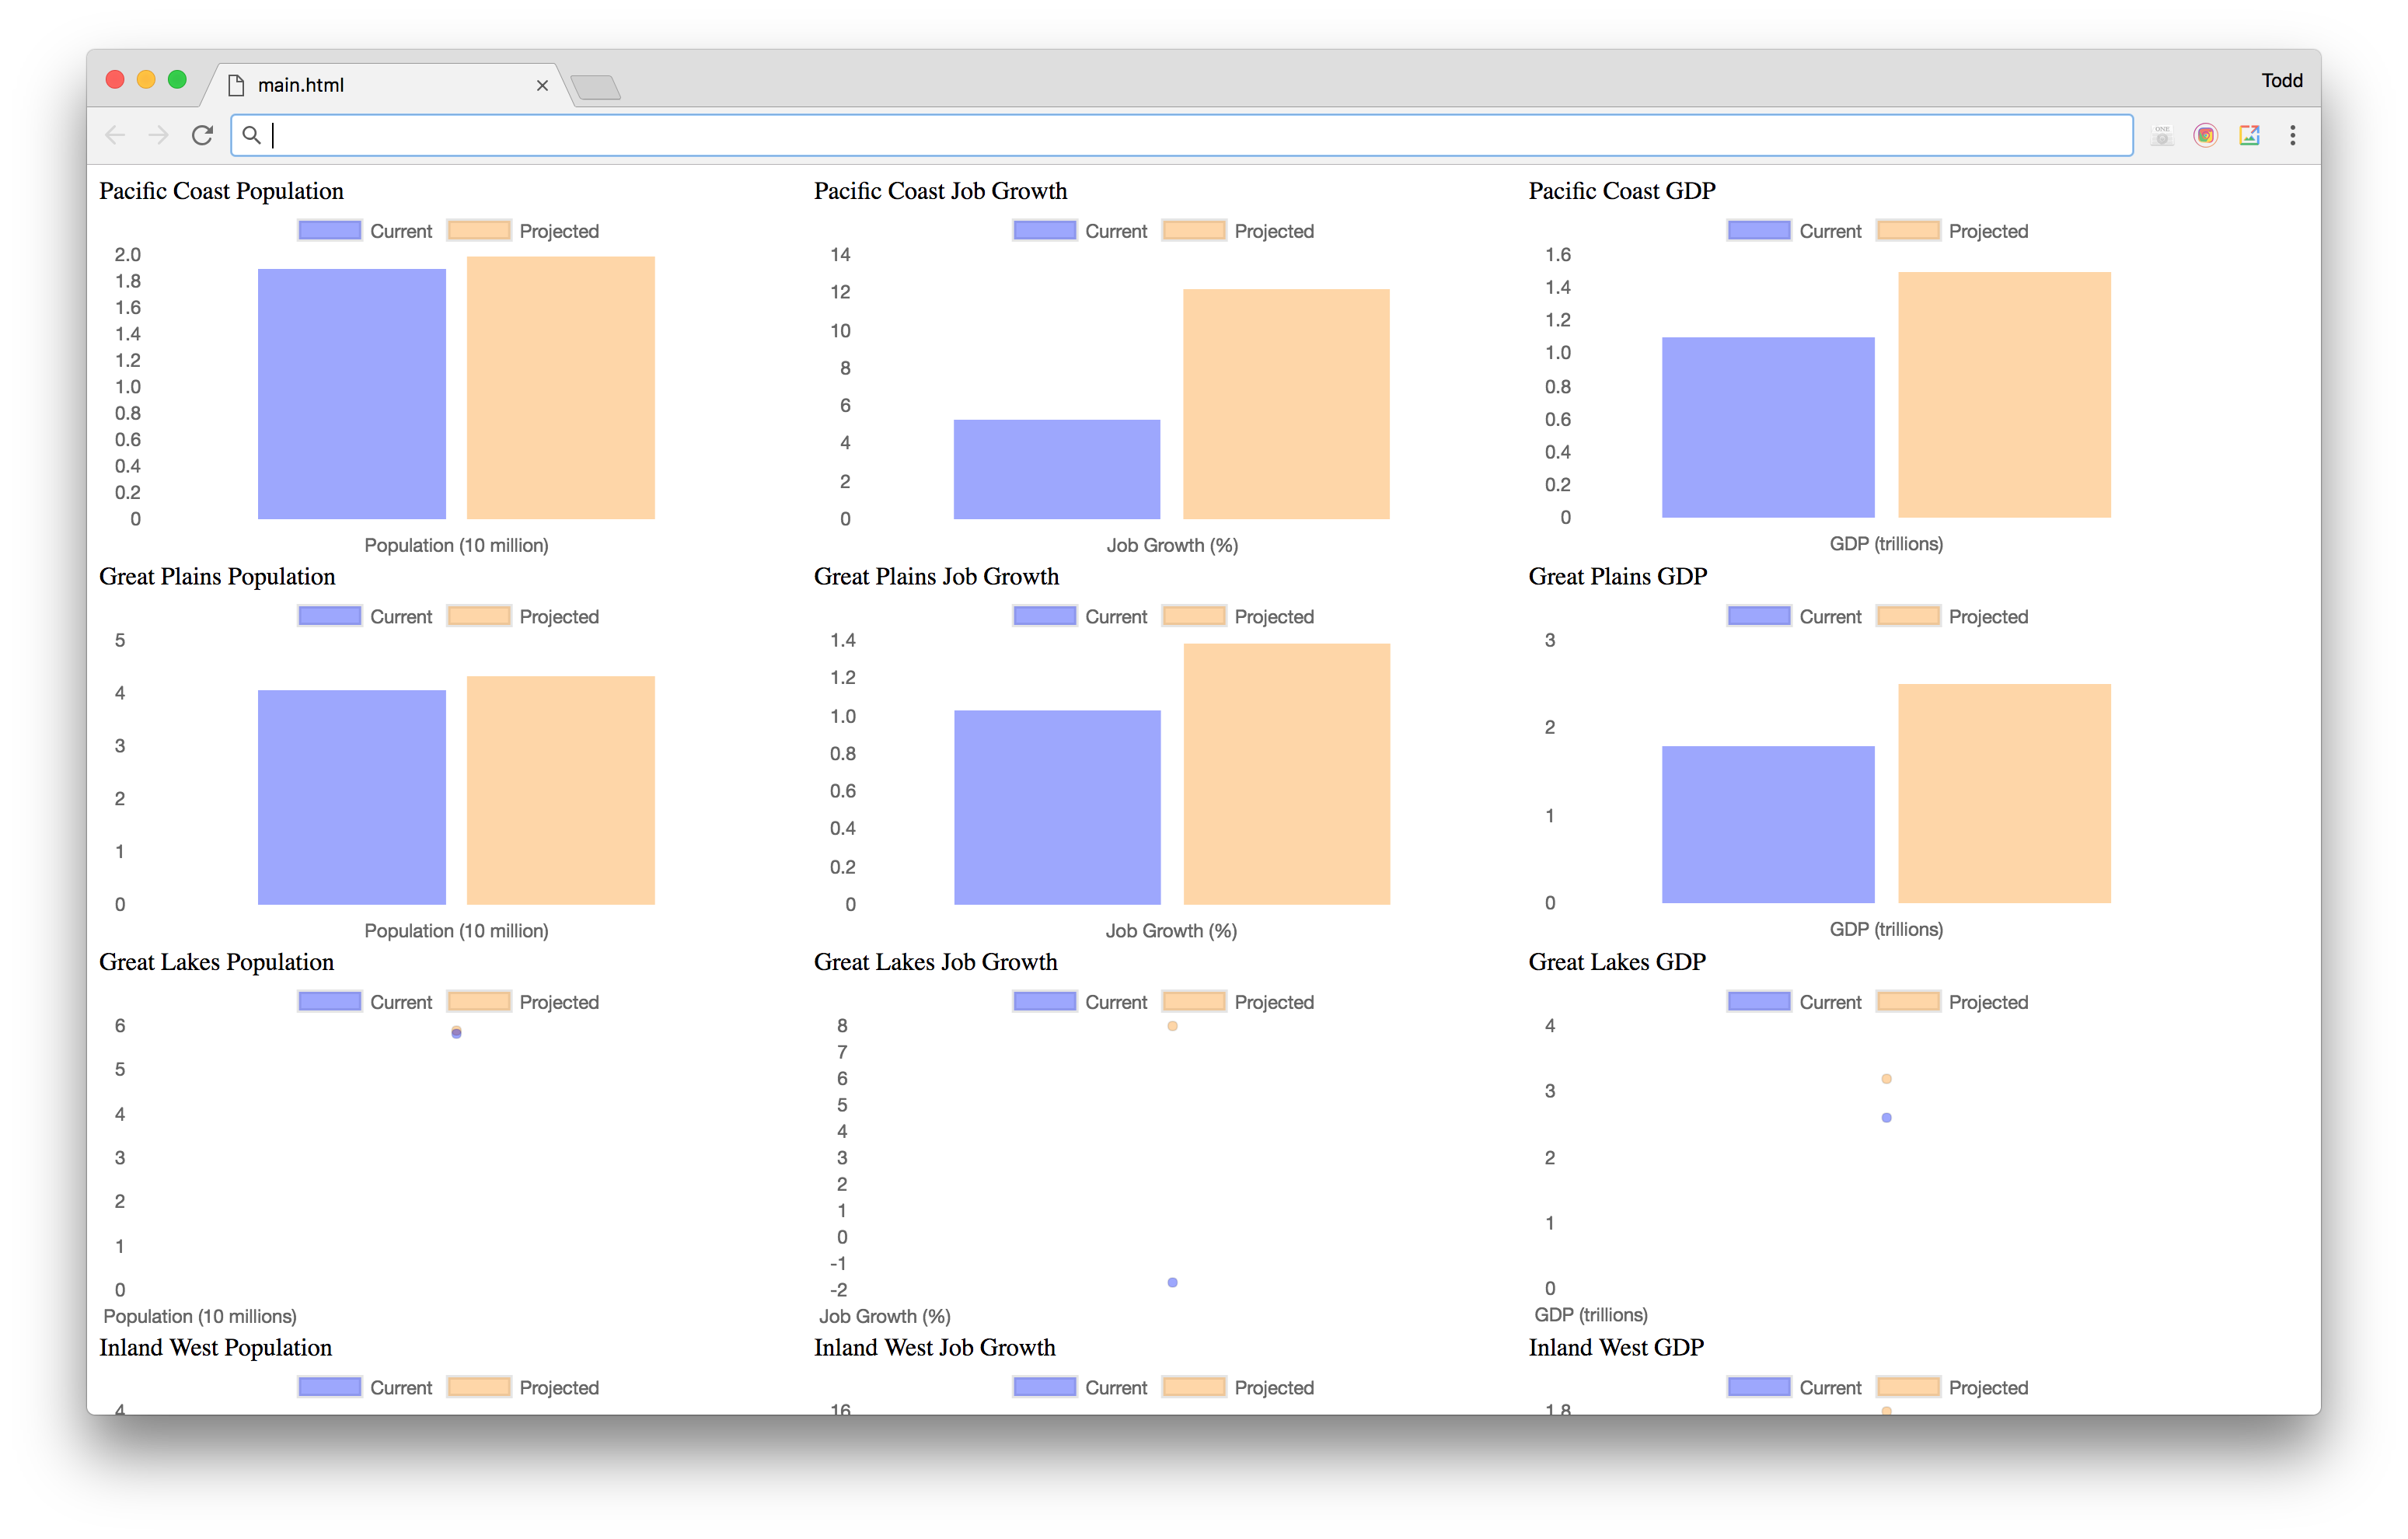 main.html
Todd
Pacific Coast Population
Current Projected
2.0
1.8
1.6
1.4
1.2
1.0
0.8
0.6
0.4
0.2
0
Population (10 million)
Pacific Coast Job Growth
Current Projected
14
12
10
8
6
4
2
0
Job Growth (%)
Pacific Coast GDP
Current Projected
1.6
1.4
1.2
1.0
0.8
0.6
0.4
0.2
0
GDP (trillions)
Great Plains Population
Current Projected
5
4
3
2
1
0
Population (10 million)
Great Plains Job Growth
Current Projected
1.4
1.2
1.0
0.8
0.6
0.4
0.2
0
Job Growth (%)
Great Plains GDP
Current Projected
3
2
1
0
GDP (trillions)
Great Lakes Population
Current Projected
6
5
4
3
2
1
0
Population (10 millions)
Great Lakes Job Growth
Current Projected
8
7
6
5
4
3
2
1
0
-1
-2
Job Growth (%)
Great Lakes GDP
Current Projected
4
3
2
1
0
GDP (trillions)
Inland West Population
Current Projected
4
Inland West Job Growth
Current Projected
16
Inland West GDP
Current Projected
1.8